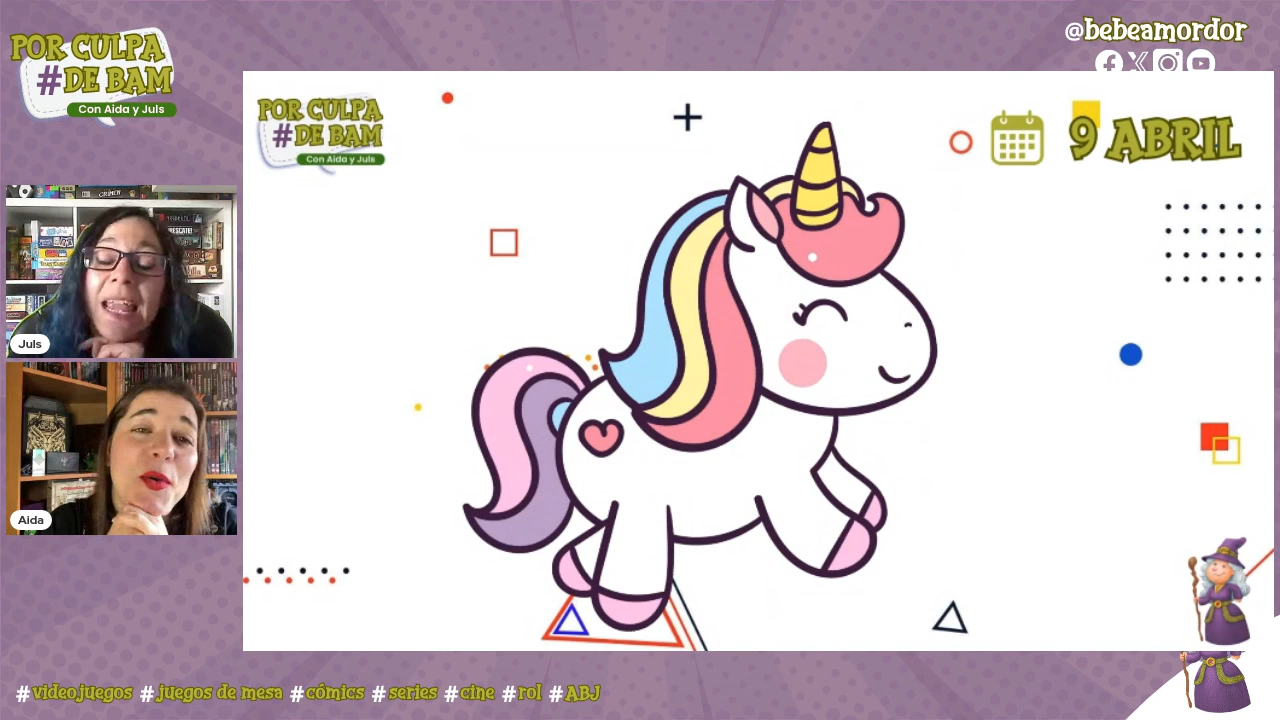 POR CULPA
#DE BAM
Con Aida y Juls
@bebeamordor
POR CULPA
#DE BAM
Con Aida y Juls
9 ABRIL
Juls
Aida
#videojuegos #juegos de mesa #cómics #series #cine #rol #ABJ